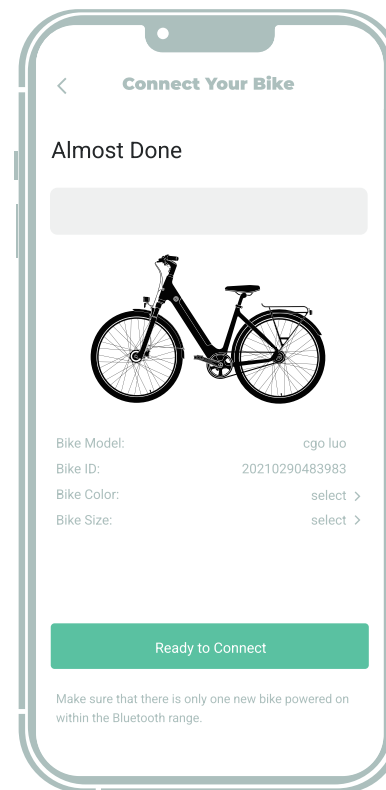 Connect Your Bike
Almost Done
Bike Model: cgo luo
Bike ID: 20210290483983
Bike Color: select
Bike Size: select
Ready to Connect
Make sure that there is only one new bike powered on
within the Bluetooth range.